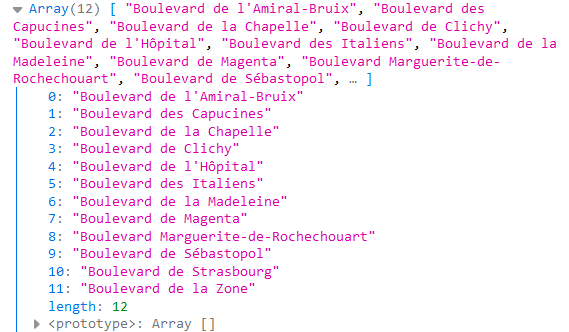 Array(12) [ "Boulevard de l'Amiral-Bruix", "Boulevard des
Capucines", "Boulevard de la Chapelle", "Boulevard de Clichy",
"Boulevard de l'Hôpital", "Boulevard des Italiens", "Boulevard de la
Madeleine", "Boulevard de Magenta", "Boulevard Marguerite-de-
Rochechouart", "Boulevard de Sébastopol", … ]
0: "Boulevard de l'Amiral-Bruix"
1: "Boulevard des Capucines"
2: "Boulevard de la Chapelle"
3: "Boulevard de Clichy"
4: "Boulevard de l'Hôpital"
5: "Boulevard des Italiens"
6: "Boulevard de la Madeleine"
7: "Boulevard de Magenta"
8: "Boulevard Marguerite-de-Rochechouart"
9: "Boulevard de Sébastopol"
10: "Boulevard de Strasbourg"
11: "Boulevard de la Zone"
length: 12
<prototype>: Array []